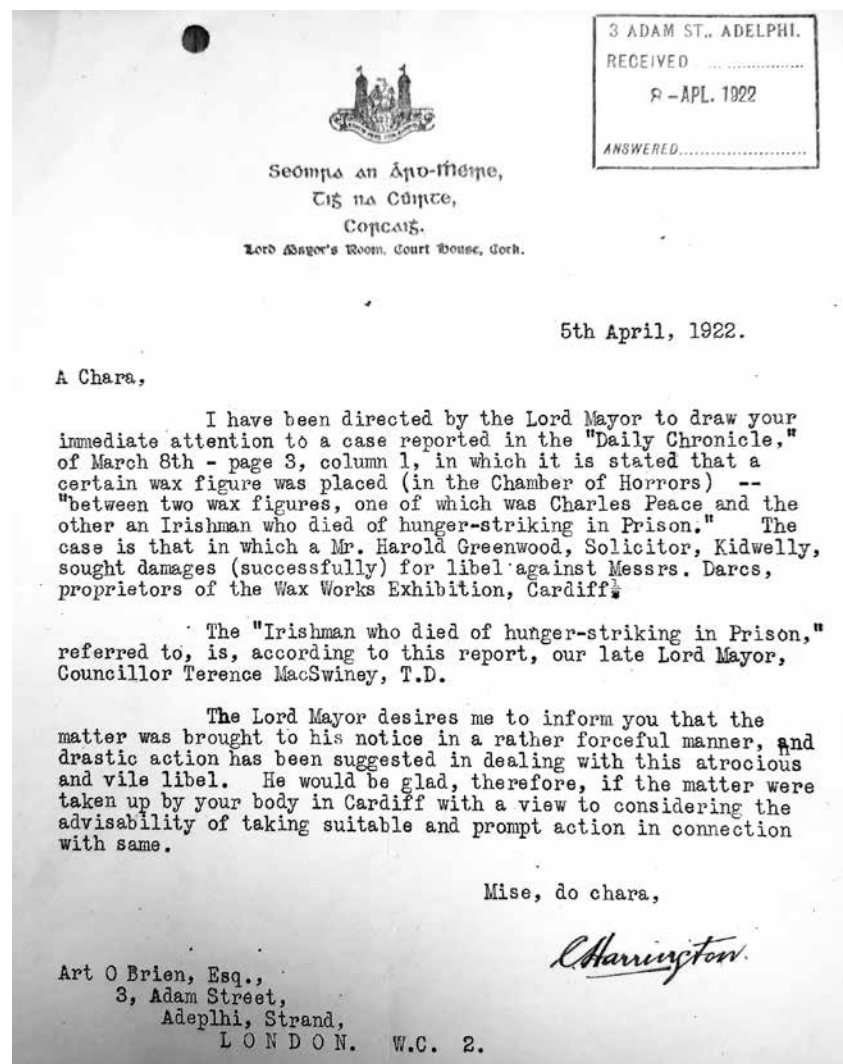 3 ADAM ST., ADELPHI.
RECEIVED ....................
8-APL. 1922
ANSWERED........................
Seómra an Árd-Ṁéire,
Tiġ na Cúirte,
Corcaiġ.
Lord Mayor's Room, Court House, Cork.
5th April, 1922.
A Chara,
I have been directed by the Lord Mayor to draw your
immediate attention to a case reported in the "Daily Chronicle,"
of March 8th - page 3, column 1, in which it is stated that a
certain wax figure was placed (in the Chamber of Horrors) --
"between two wax figures, one of which was Charles Peace and the
other an Irishman who died of hunger-striking in Prison." The
case is that in which a Mr. Harold Greenwood, Solicitor, Kidwelly,
sought damages (successfully) for libel against Messrs. Darcs,
proprietors of the Wax Works Exhibition, Cardiff.
The "Irishman who died of hunger-striking in Prison,"
referred to, is, according to this report, our late Lord Mayor,
Councillor Terence MacSwiney, T.D.
The Lord Mayor desires me to inform you that the
matter was brought to his notice in a rather forceful manner, and
drastic action has been suggested in dealing with this atrocious
and vile libel. He would be glad, therefore, if the matter were
taken up by your body in Cardiff with a view to considering the
advisability of taking suitable and prompt action in connection
with same.
Mise, do chara,
C Harrington.
Art O Brien, Esq.,
3, Adam Street,
Adeplhi, Strand,
L O N D O N. W.C. 2.